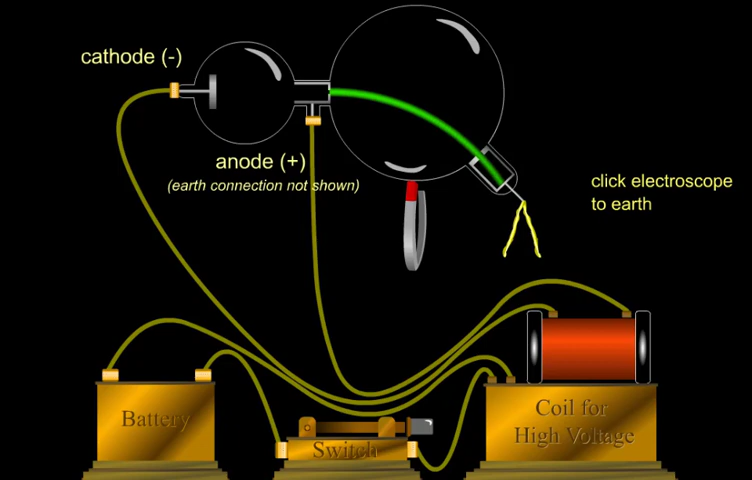 cathode (-)
anode (+)
(earth connection not shown)
click electroscope
to earth
Battery
Switch
Coil for
High Voltage